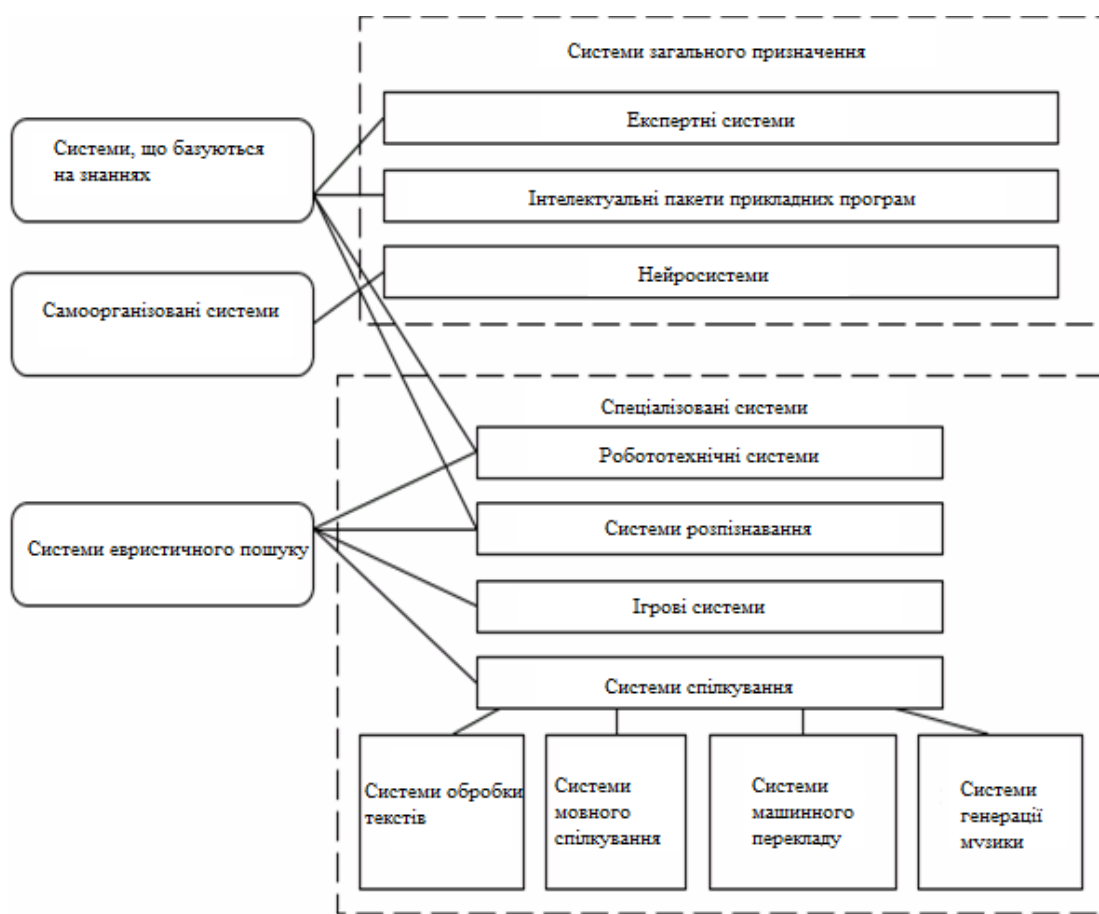 Системи загального призначення
Експертні системи
Системи, що базуються
на знаннях
Інтелектуальні пакети прикладних програм
Нейросистеми
Самоорганізовані системи
Спеціалізовані системи
Робототехнічні системи
Системи розпізнавання
Системи евристичного пошуку
Ігрові системи
Системи спілкування
Системи обробки
текстів
Системи
мовного
спілкування
Системи
машинного
перекладу
Системи
генерації
музики